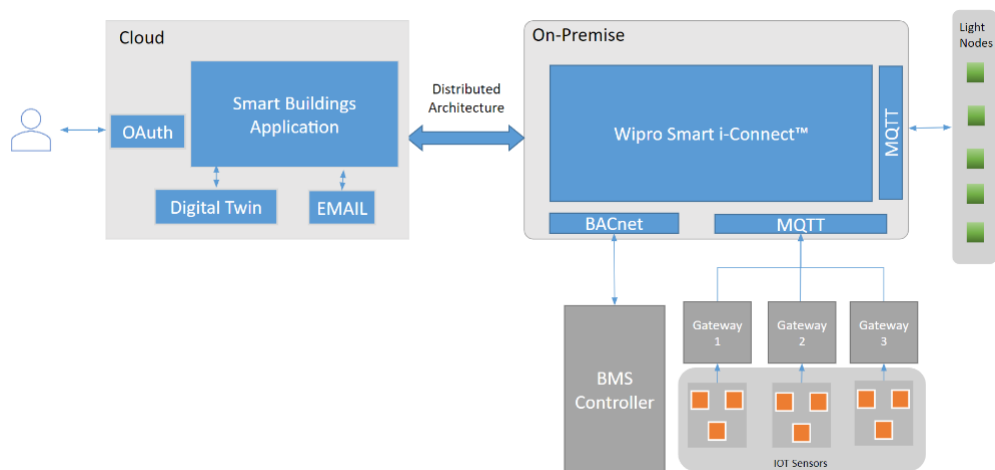 Cloud
Smart Buildings
Application
OAuth
Digital Twin
EMAIL
Distributed
Architecture
On-Premise
Wipro Smart i-Connect™
MQTT
BACnet
MQTT
Light
Nodes
BMS
Controller
Gateway
1
Gateway
2
Gateway
3
IOT Sensors